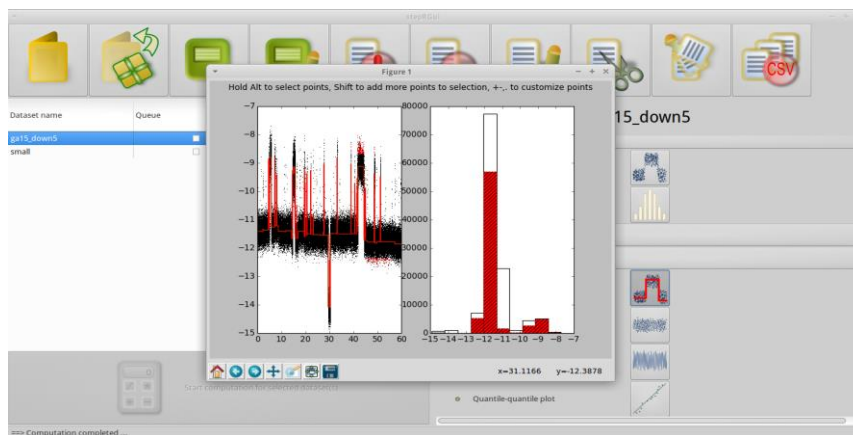 stepRGui
CSV
Figure 1
Hold Alt to select points, Shift to add more points to selection, +-,. to customize points
Dataset name Queue
15_down5
ga15_down5
small
−7
−8
−9
−10
−11
−12
−13
−14
−15
0 10 20 30 40 50 60
80000
70000
60000
50000
40000
30000
20000
10000
0
−15 −14 −13 −12 −11 −10 −9 −8 −7
x=31.1166 y=-12.3878
Start computation for selected dataset(s)
Quantile-quantile plot
==> Computation completed ...